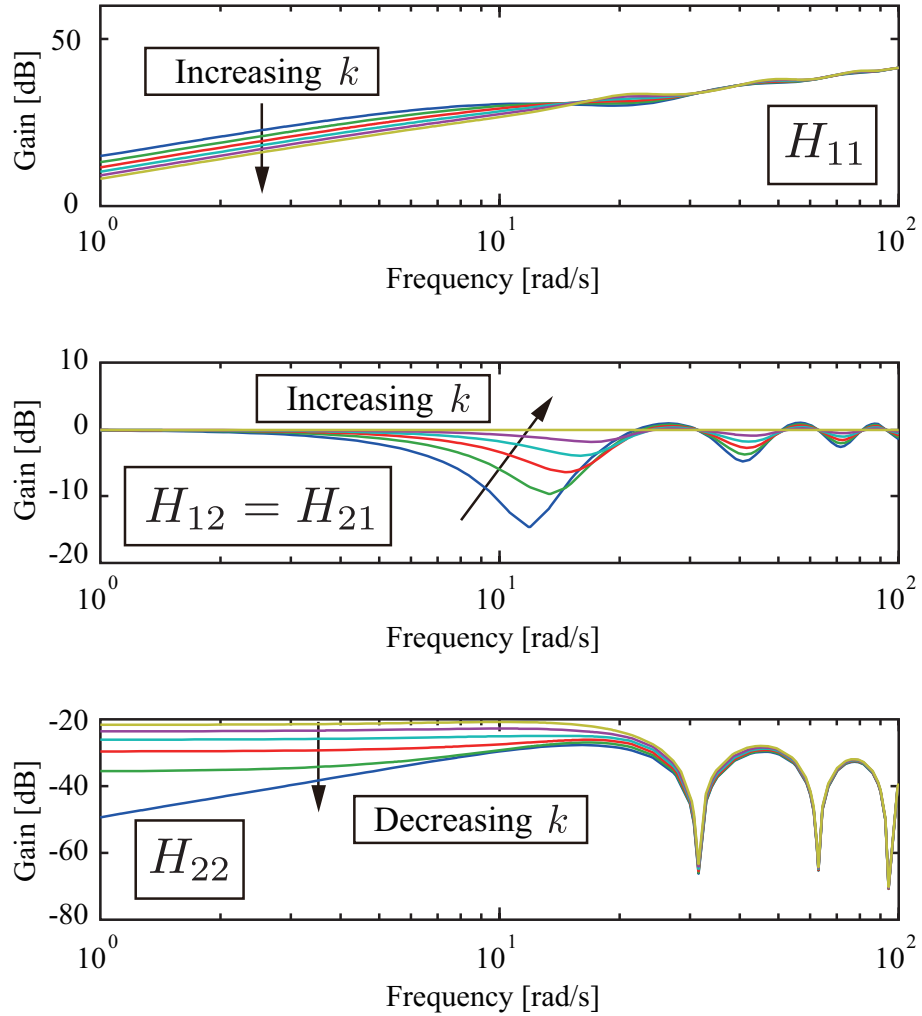 50
Increasing k
Gain [dB]
H11
0
10^0
10^1
10^2
Frequency [rad/s]
10
Increasing k
0
Gain [dB]
-10
H12 = H21
-20
10^0
10^1
10^2
Frequency [rad/s]
-20
-40
Gain [dB]
Decreasing k
-60
H22
-80
10^0
10^1
10^2
Frequency [rad/s]